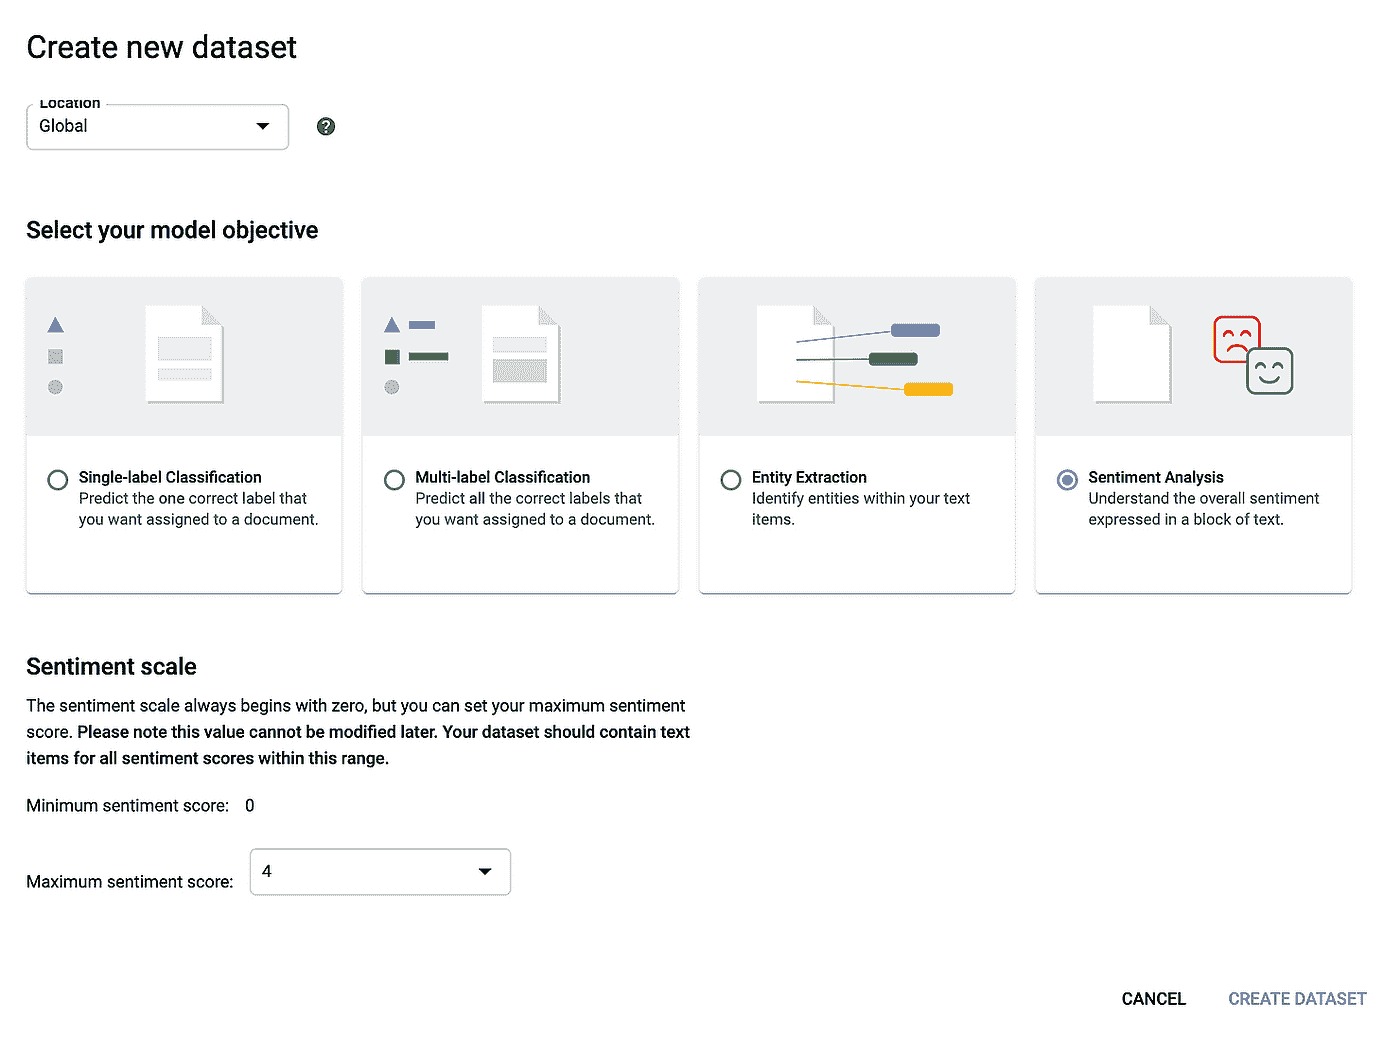 Create new dataset
Location
Global
?
Select your model objective
Single-label Classification
Predict the one correct label that
you want assigned to a document.
Multi-label Classification
Predict all the correct labels that
you want assigned to a document.
Entity Extraction
Identify entities within your text
items.
Sentiment Analysis
Understand the overall sentiment
expressed in a block of text.
Sentiment scale
The sentiment scale always begins with zero, but you can set your maximum sentiment
score. Please note this value cannot be modified later. Your dataset should contain text
items for all sentiment scores within this range.
Minimum sentiment score: 0
Maximum sentiment score: 4
CANCEL CREATE DATASET